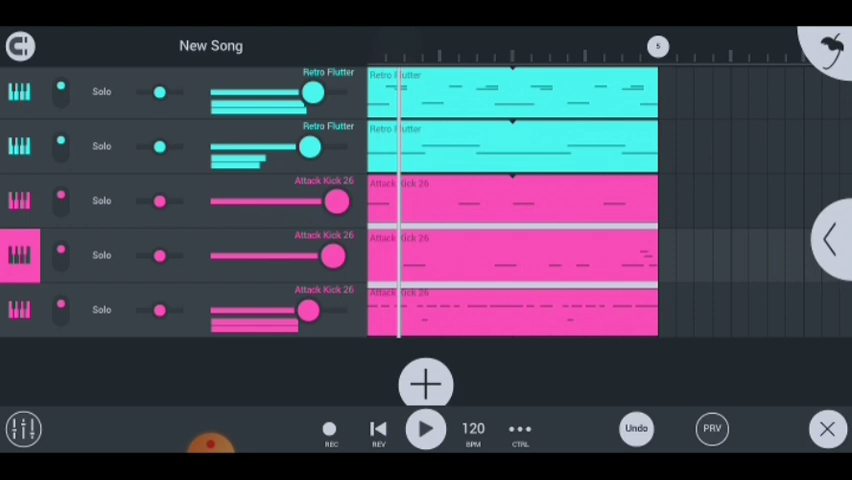 New Song
5
Retro Flutter
Retro Flutter
Solo
Retro Flutter
Retro Flutter
Solo
Attack Kick 26
Attack Kick 26
Solo
Attack Kick 26
Attack Kick 26
Solo
Attack Kick 26
Attack Kick 26
Solo
120
Undo
PRV
REC
REV
BPM
CTRL